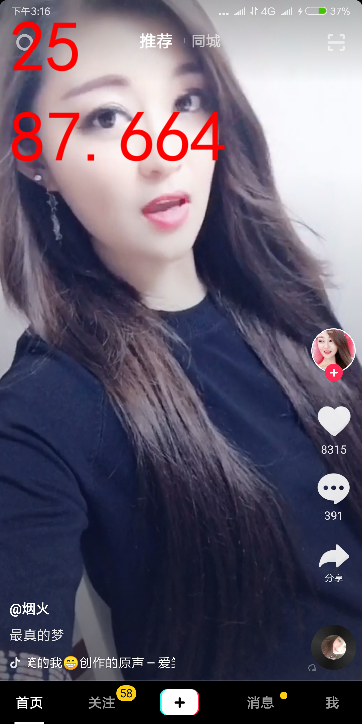 下午3:16
... 4G 37%
25
推荐 同城
87.664
8315
391
分享
@烟火
最真的梦
的我😁创作的原声 – 爱
首页 关注 58 消息 我